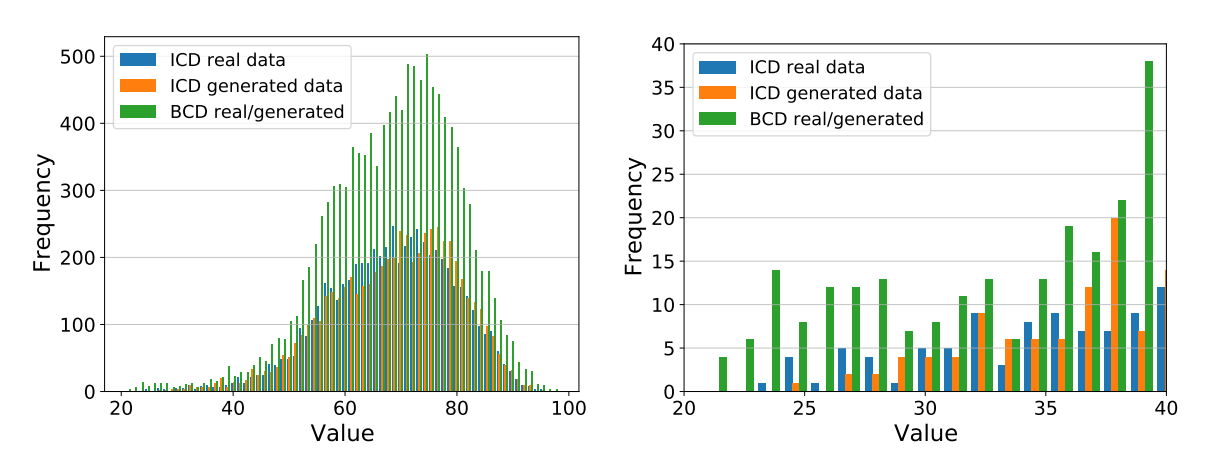 500
400
300
200
100
0
Frequency
ICD real data
ICD generated data
BCD real/generated
20
40
60
80
100
Value
40
35
30
25
20
15
10
5
0
Frequency
ICD real data
ICD generated data
BCD real/generated
20
25
30
35
40
Value